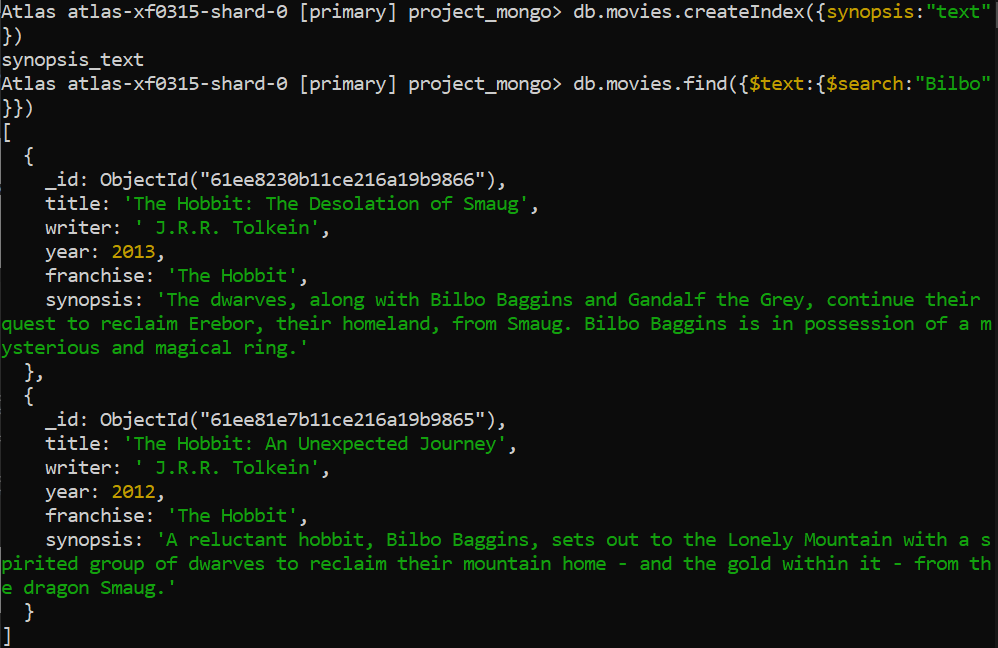 Atlas atlas-xf0315-shard-0 [primary] project_mongo> db.movies.createIndex({synopsis:"text"
})
synopsis_text
Atlas atlas-xf0315-shard-0 [primary] project_mongo> db.movies.find({$text:{$search:"Bilbo"
}})
[
  {
    _id: ObjectId("61ee8230b11ce216a19b9866"),
    title: 'The Hobbit: The Desolation of Smaug',
    writer: ' J.R.R. Tolkein',
    year: 2013,
    franchise: 'The Hobbit',
    synopsis: 'The dwarves, along with Bilbo Baggins and Gandalf the Grey, continue their
quest to reclaim Erebor, their homeland, from Smaug. Bilbo Baggins is in possession of a m
ysterious and magical ring.'
  },
  {
    _id: ObjectId("61ee81e7b11ce216a19b9865"),
    title: 'The Hobbit: An Unexpected Journey',
    writer: ' J.R.R. Tolkein',
    year: 2012,
    franchise: 'The Hobbit',
    synopsis: 'A reluctant hobbit, Bilbo Baggins, sets out to the Lonely Mountain with a s
pirited group of dwarves to reclaim their mountain home - and the gold within it - from th
e dragon Smaug.'
  }
]